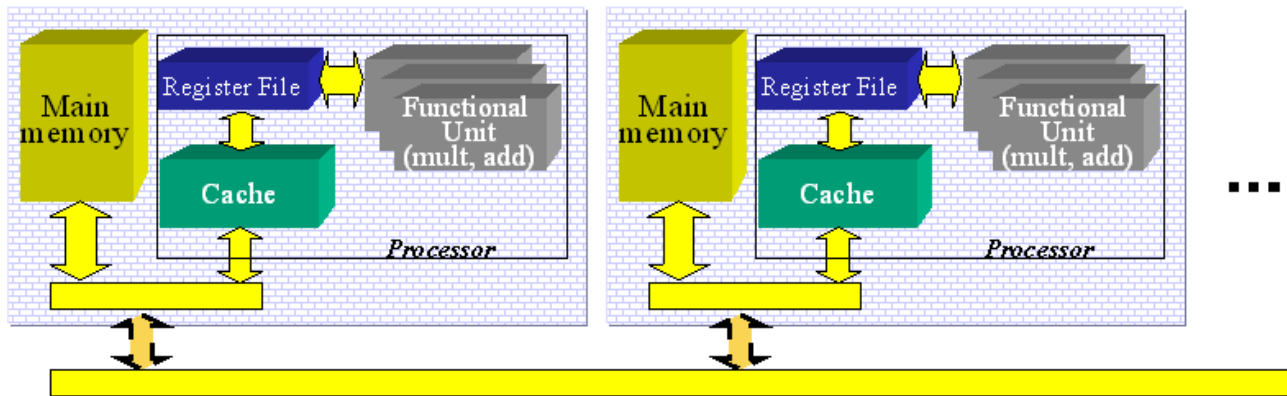 Main
memory
Register File
Functional
Unit
(mult, add)
Cache
Processor
Main
memory
Register File
Functional
Unit
(mult, add)
Cache
Processor
...